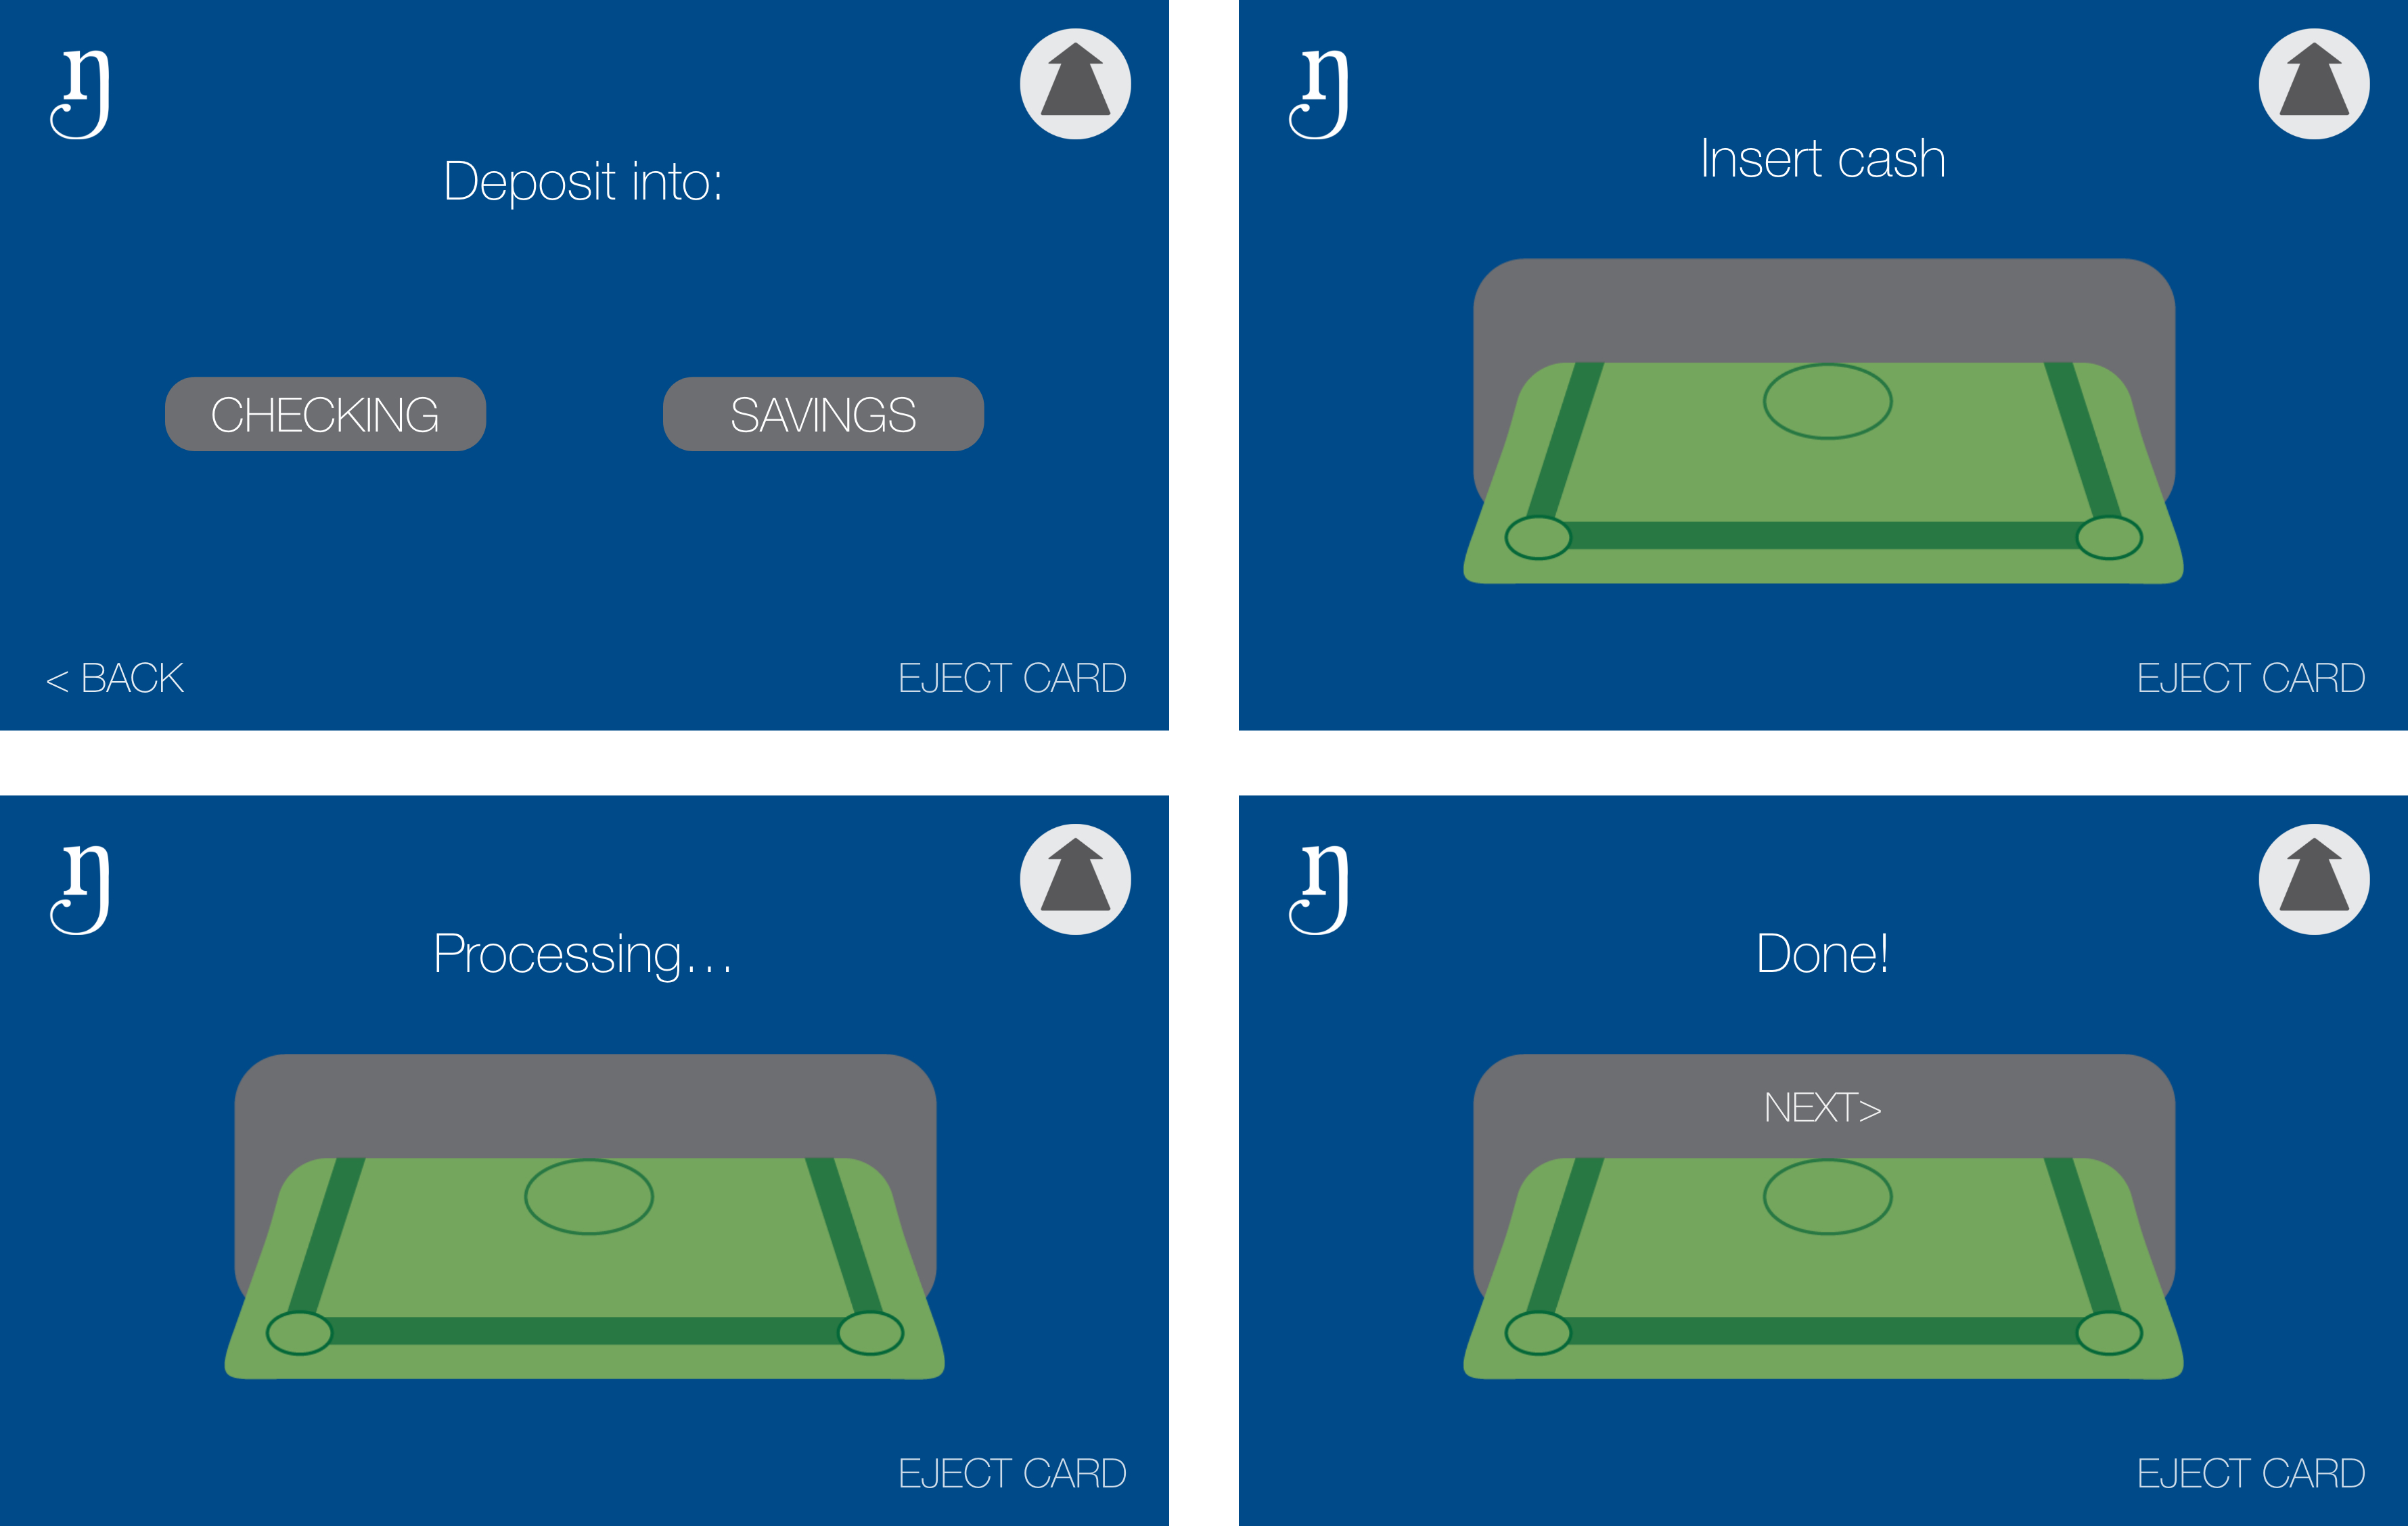 ŋ
Deposit into:
CHECKING
SAVINGS
< BACK
EJECT CARD
ŋ
Insert cash
EJECT CARD
ŋ
Processing...
EJECT CARD
ŋ
Done!
NEXT>
EJECT CARD